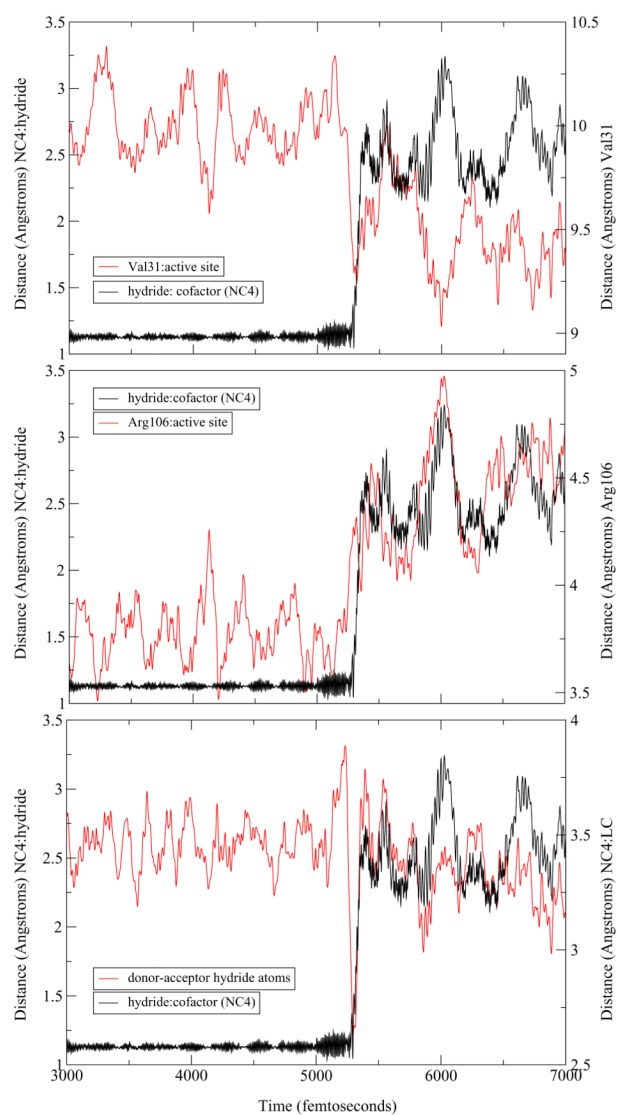 3.5
3
2.5
2
1.5
1
10.5
10
9.5
9
Distance (Angstroms) NC4:hydride
Distance (Angstroms) Val31
Val31:active site
hydride: cofactor (NC4)
3.5
3
2.5
2
1.5
1
5
4.5
4
3.5
Distance (Angstroms) NC4:hydride
Distance (Angstroms) Arg106
hydride:cofactor (NC4)
Arg106:active site
3.5
3
2.5
2
1.5
1
4
3.5
3
2.5
Distance (Angstroms) NC4:hydride
Distance (Angstroms) NC4:LC
donor-acceptor hydride atoms
hydride:cofactor (NC4)
3000 4000 5000 6000 7000
Time (femtoseconds)